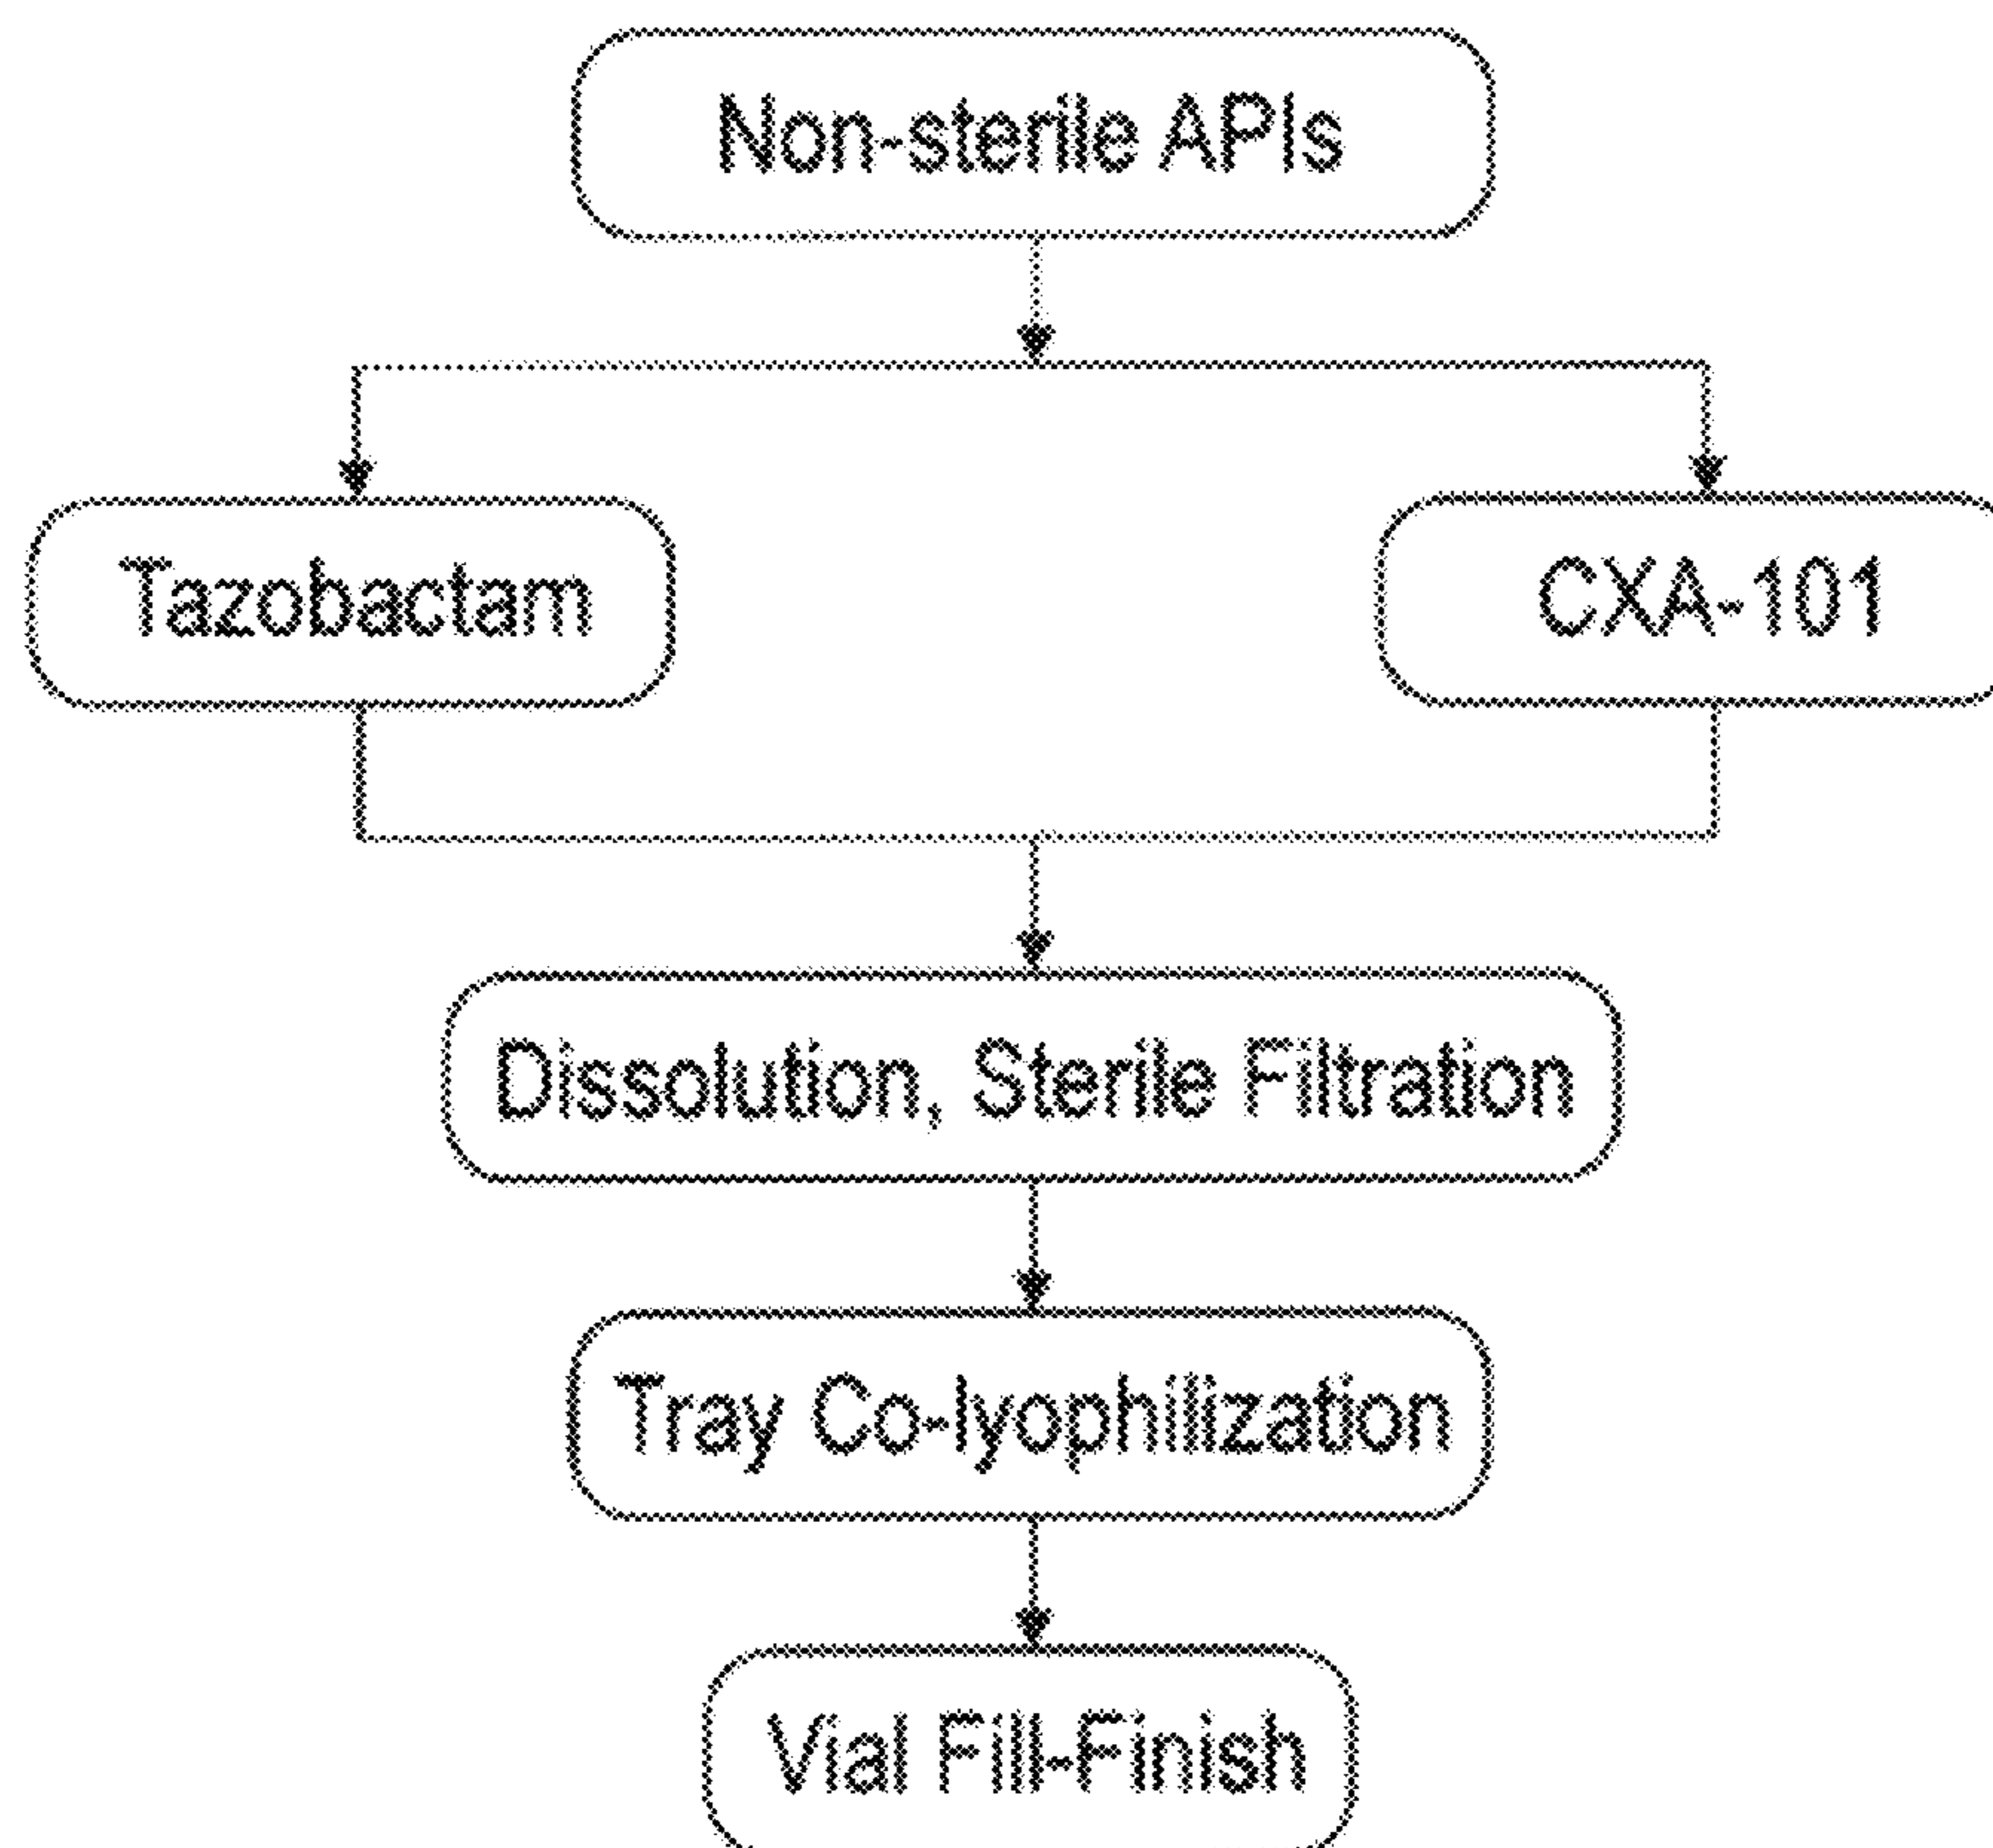 Non-sterile APIs
Tazobactam
CXA-101
Dissolution, Sterile Filtration
Tray Co-lyophilization
Vial Fill-Finish